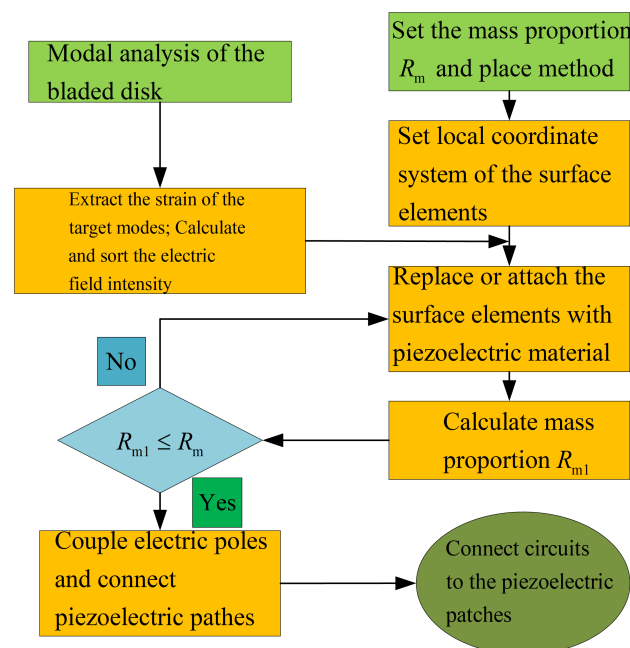 Modal analysis of the
bladed disk
Set the mass proportion
Rm and place method
Set local coordinate
system of the surface
elements
Extract the strain of the
target modes; Calculate
and sort the electric
field intensity
Replace or attach the
surface elements with
piezoelectric material
No
Calculate mass
proportion Rm1
Rm1 ≤ Rm
Yes
Couple electric poles
and connect
piezoelectric pathes
Connect circuits
to the piezoelectric
patches